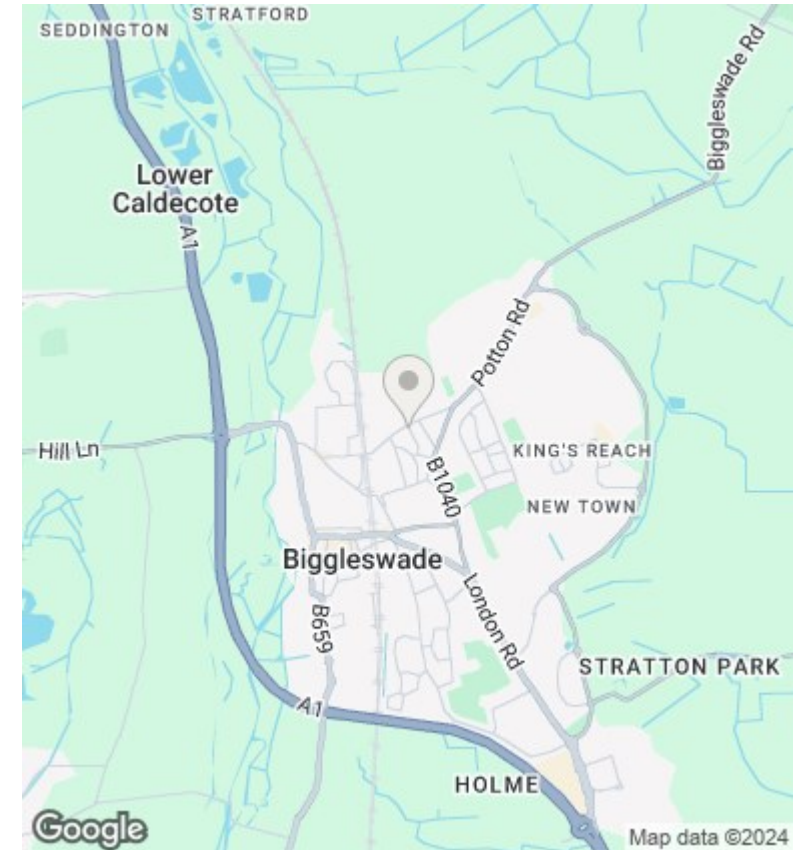 STRATFORD
SEDDINGTON
Biggleswade Rd
Lower
Caldecote
A1
Potton Rd
Hill Ln
KING'S REACH
B1040
NEW TOWN
Biggleswade
London Rd
B659
STRATTON PARK
A1
HOLME
Google
Map data ©2024